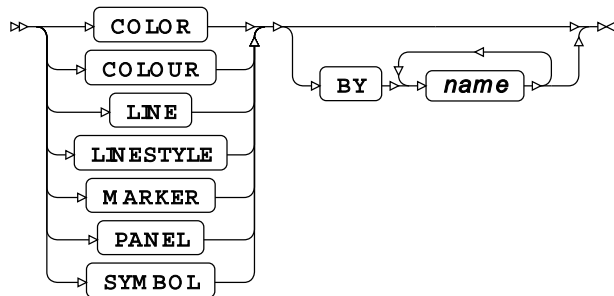 COLOR
COLOUR
BY name
LINE
LINESTYLE
MARKER
PANEL
SYMBOL